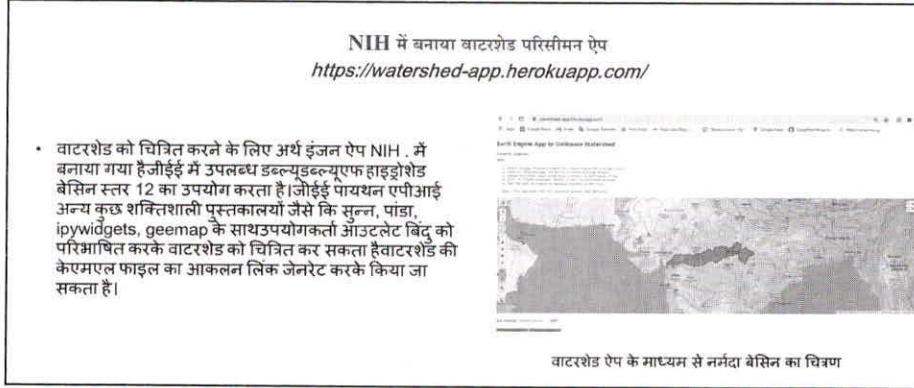 NIH में बनाया वाटरशेड परिसीमन ऐप
https://watershed-app.herokuapp.com/
• वाटरशेड को चित्रित करने के लिए अर्थ इंजन ऐप NIH . में
बनाया गया हैजीईई में उपलब्ध डब्ल्यूडब्ल्यूएफ हाइड्रोशेड
बेसिन स्तर 12 का उपयोग करता है।जीईई पायथन एपीआई
अन्य कुछ शक्तिशाली पुस्तकालयों जैसे कि सुन्न, पांडा,
ipywidgets, geemap के साथउपयोगकर्ता आउटलेट बिंदु को
परिभाषित करके वाटरशेड को चित्रित कर सकता हैवाटरशेड की
केएमएल फाइल का आकलन लिंक जेनरेट करके किया जा
सकता है।
Earth Engine App to Delineate Watershed
वाटरशेड ऐप के माध्यम से नर्मदा बेसिन का चित्रण